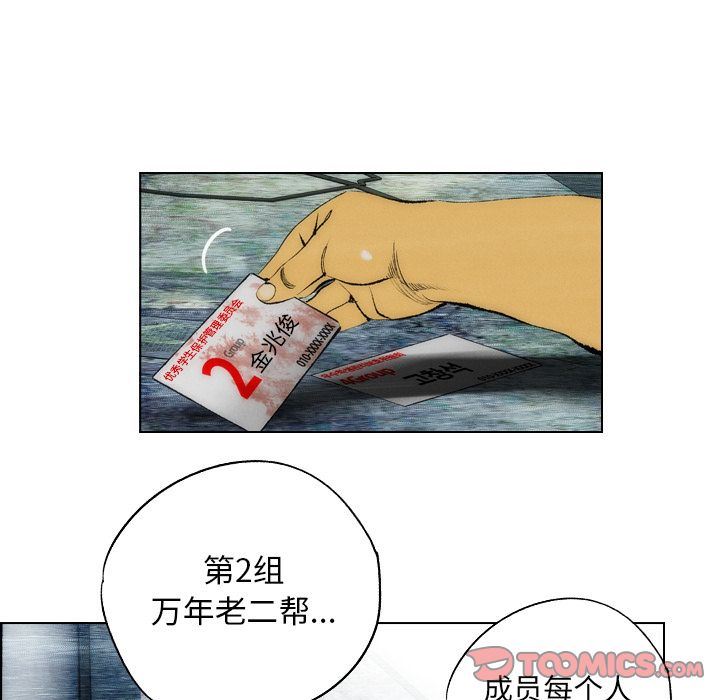 优秀学生保护管理委员会
2
Group
金兆俊
010-XXXX-XXXX
Group
第2组
万年老二帮...
成员每个人
TOOMICS.COM